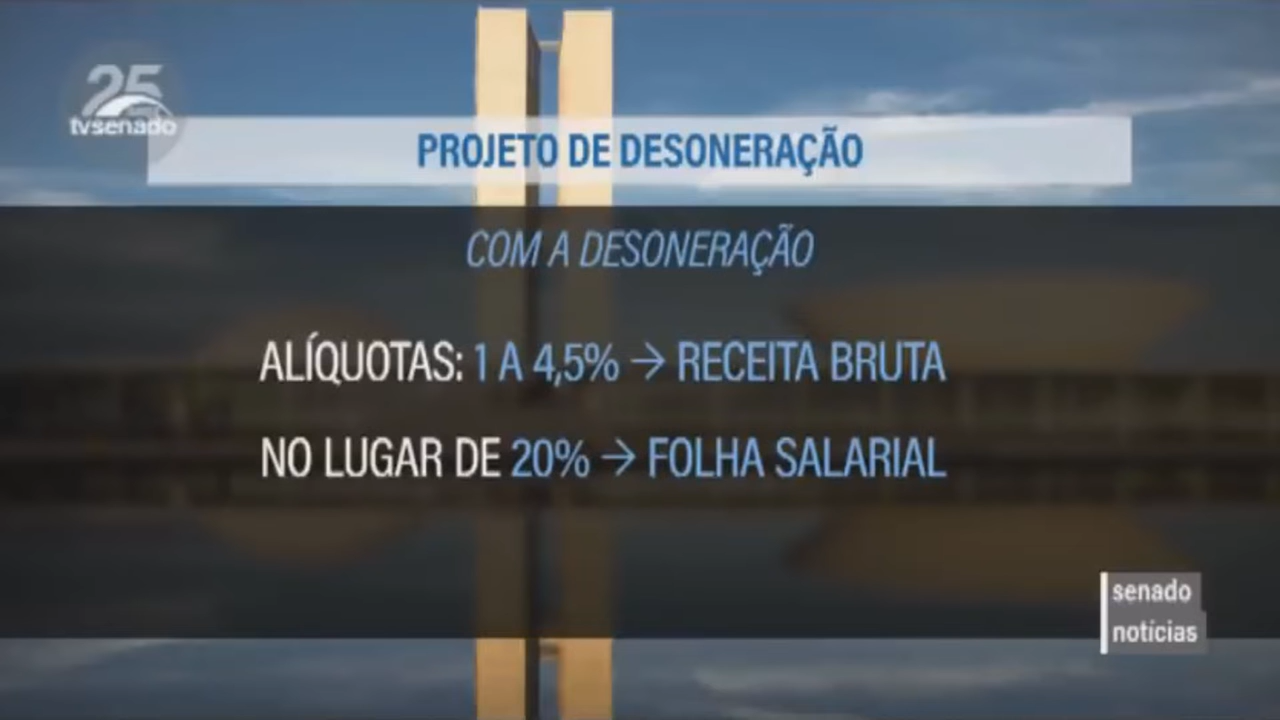 25
tvsenado
PROJETO DE DESONERAÇÃO
COM A DESONERAÇÃO
ALÍQUOTAS: 1 A 4,5% → RECEITA BRUTA
NO LUGAR DE 20% → FOLHA SALARIAL
senado
notícias